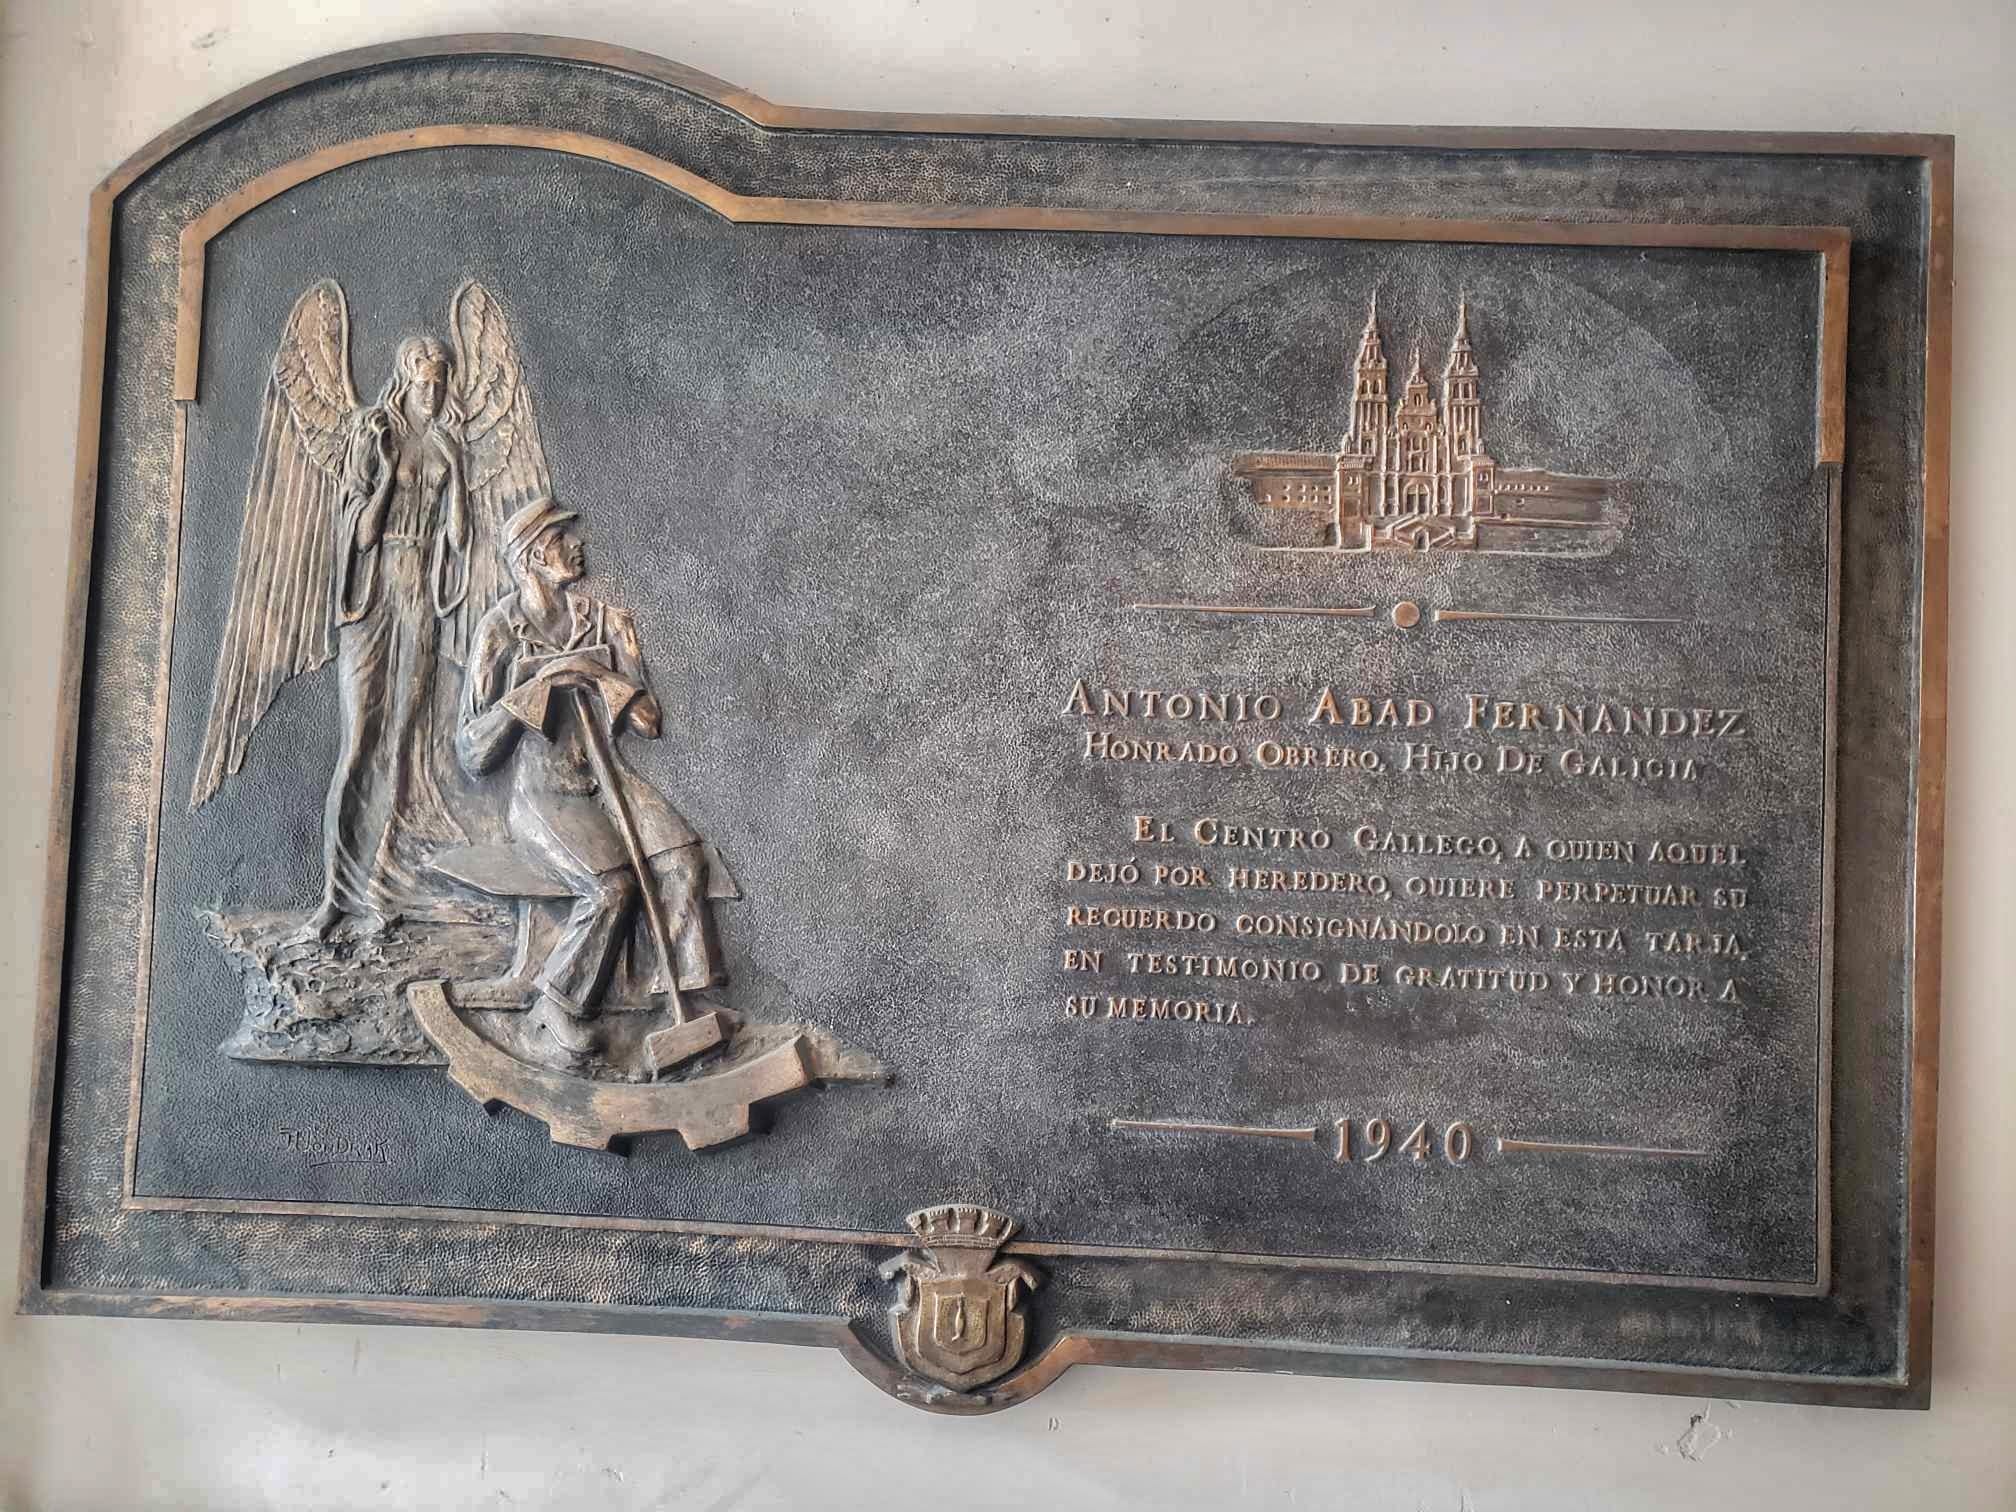 ANTONIO ABAD FERNANDEZ
HONRADO OBRERO, HIJO DE GALICIA
EL CENTRO GALLEGO, A QUIEN AQUEL
DEJÓ POR HEREDERO, QUIERE PERPETUAR SU
RECUERDO CONSIGNÁNDOLO EN ESTA TARJA,
EN TESTIMONIO DE GRATITUD Y HONOR A
SU MEMORIA.
1940